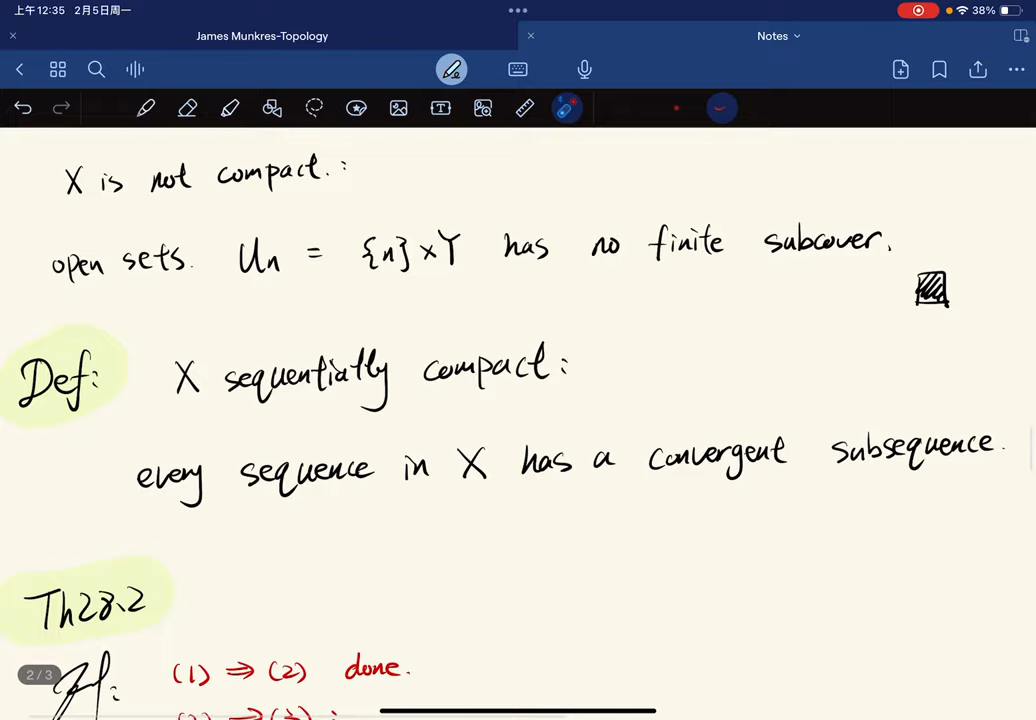 上午12:35 2月5日周一
38%
James Munkres-Topology
Notes
X is not compact.:
open sets. Un = {n}×Y has no finite subcover.
Def: X sequentially compact:
every sequence in X has a convergent subsequence.
Th28.2
2/3
(1) ⇒ (2) done.